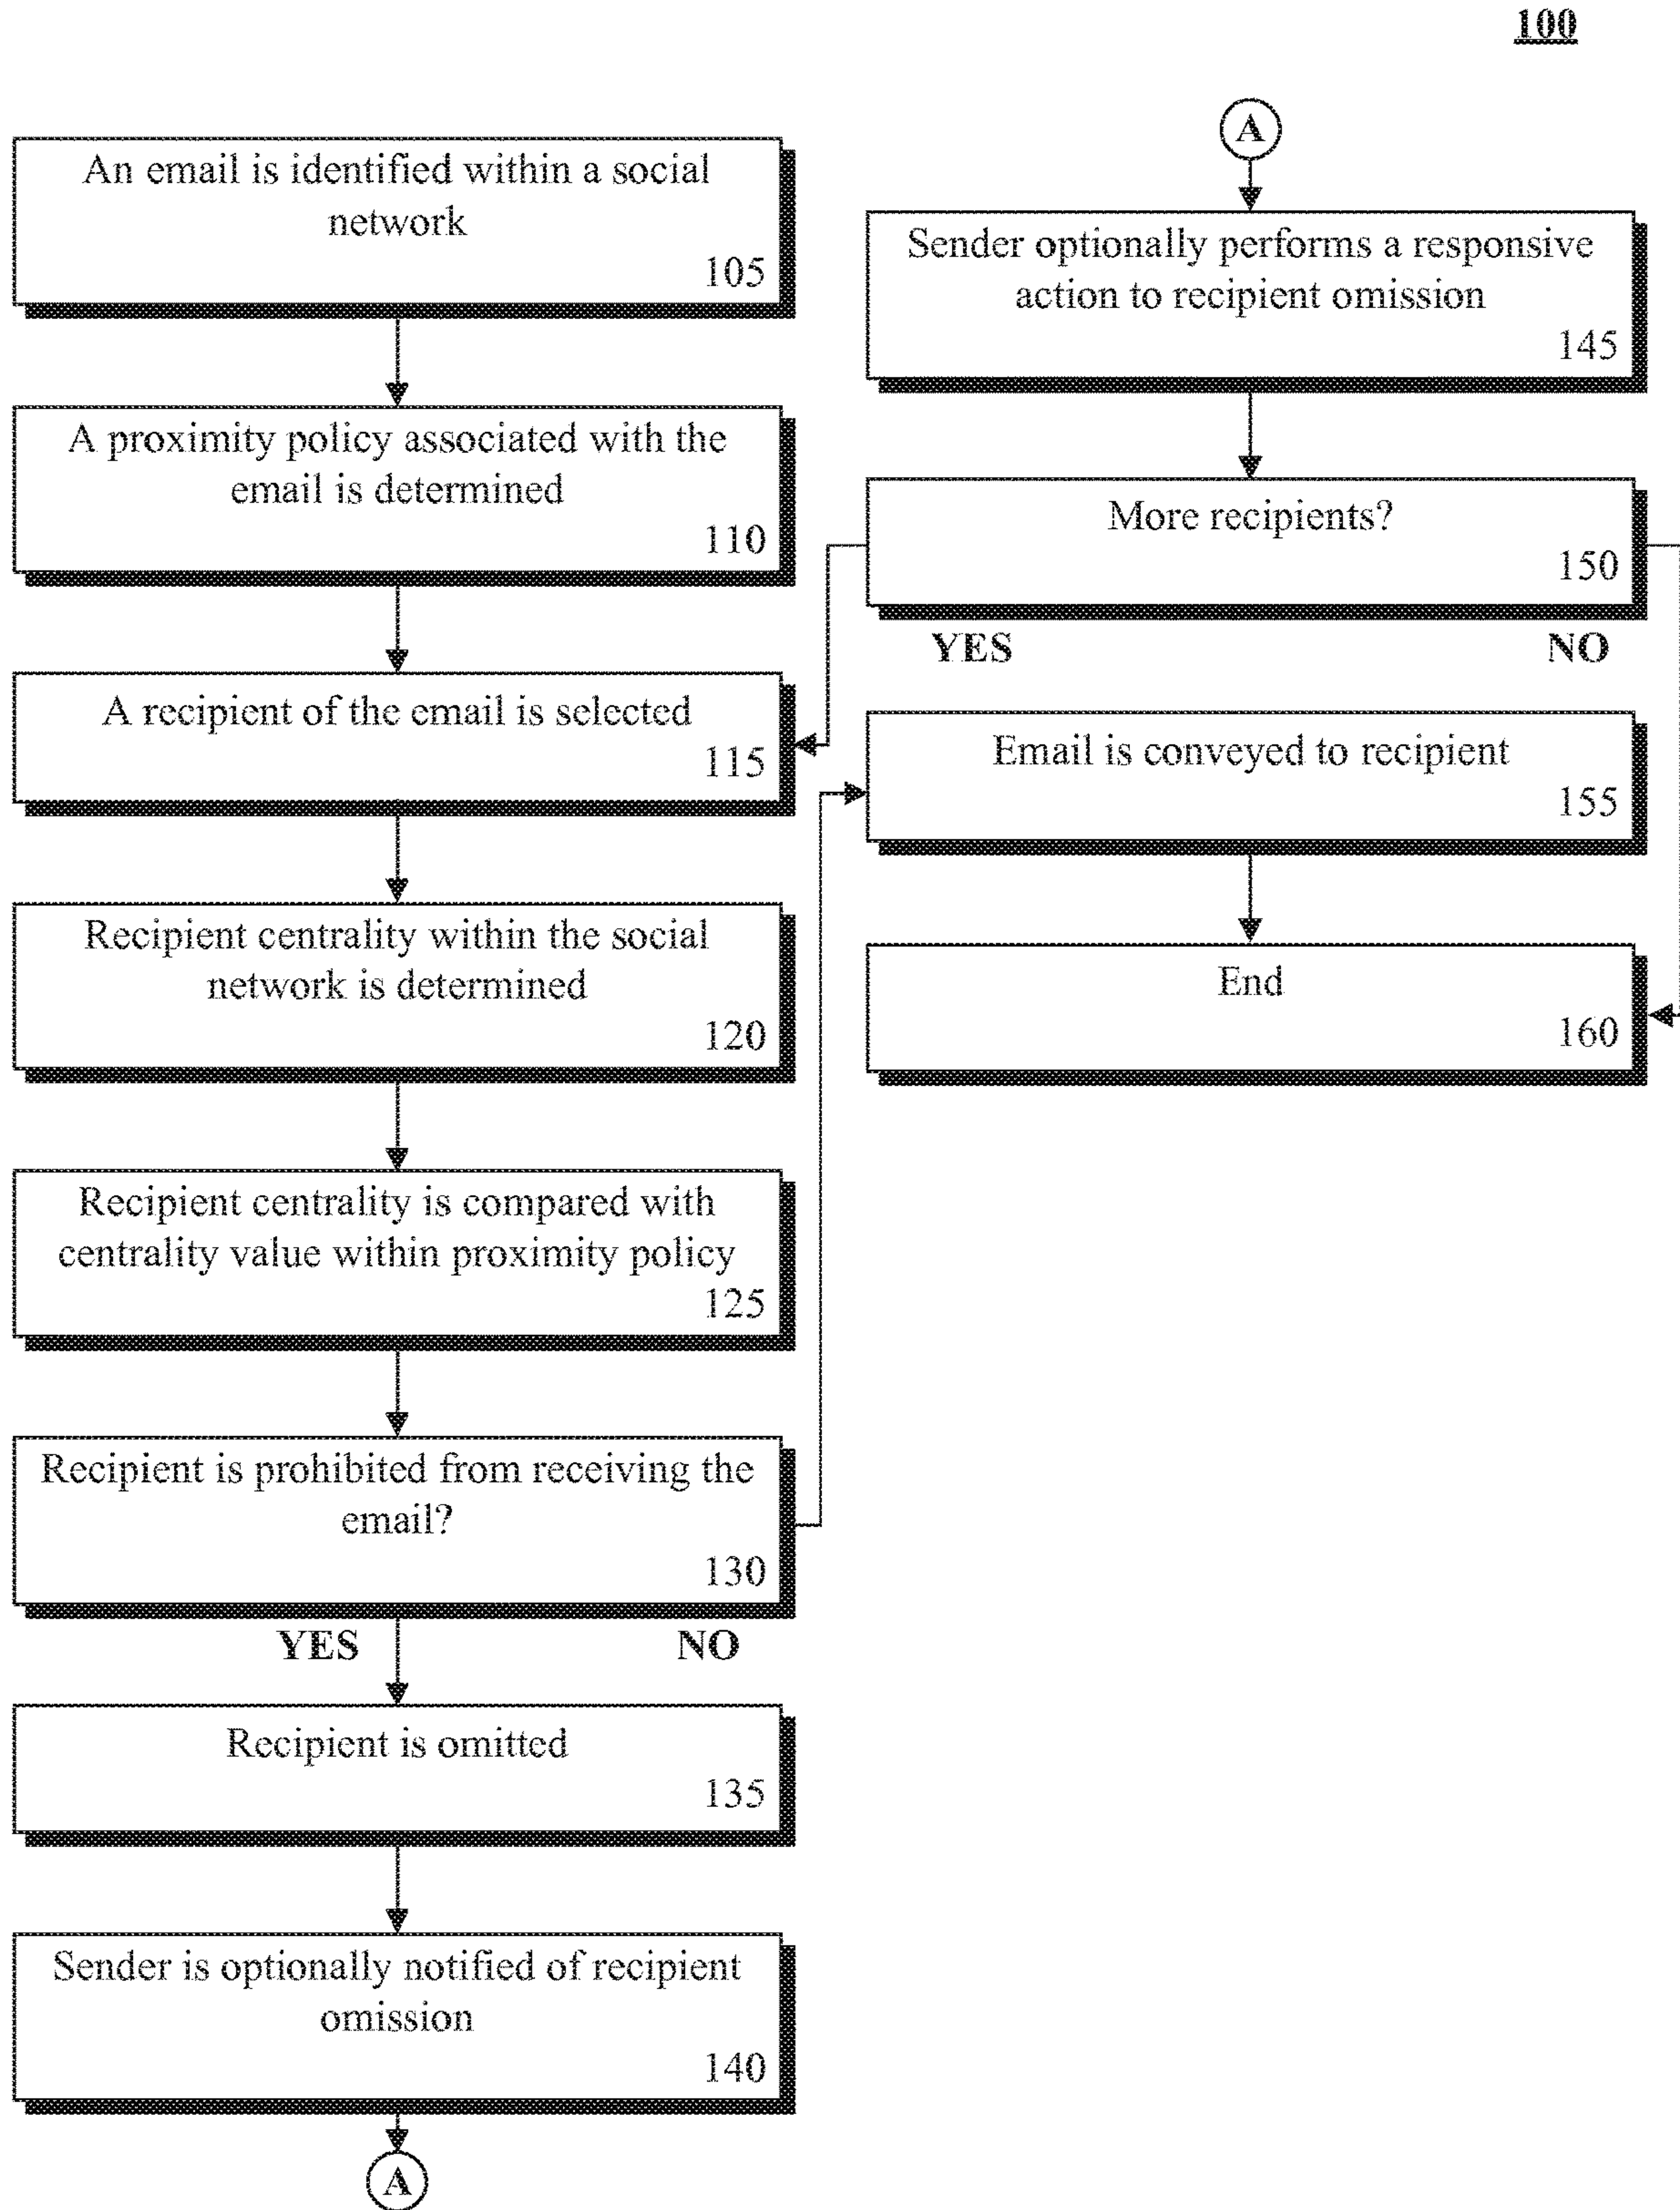 100
An email is identified within a social
network
105
A proximity policy associated with the
email is determined
110
A recipient of the email is selected
115
Recipient centrality within the social
network is determined
120
Recipient centrality is compared with
centrality value within proximity policy
125
Recipient is prohibited from receiving the
email?
130
YES NO
Recipient is omitted
135
Sender is optionally notified of recipient
omission
140
A
A
Sender optionally performs a responsive
action to recipient omission
145
More recipients?
150
YES NO
Email is conveyed to recipient
155
End
160